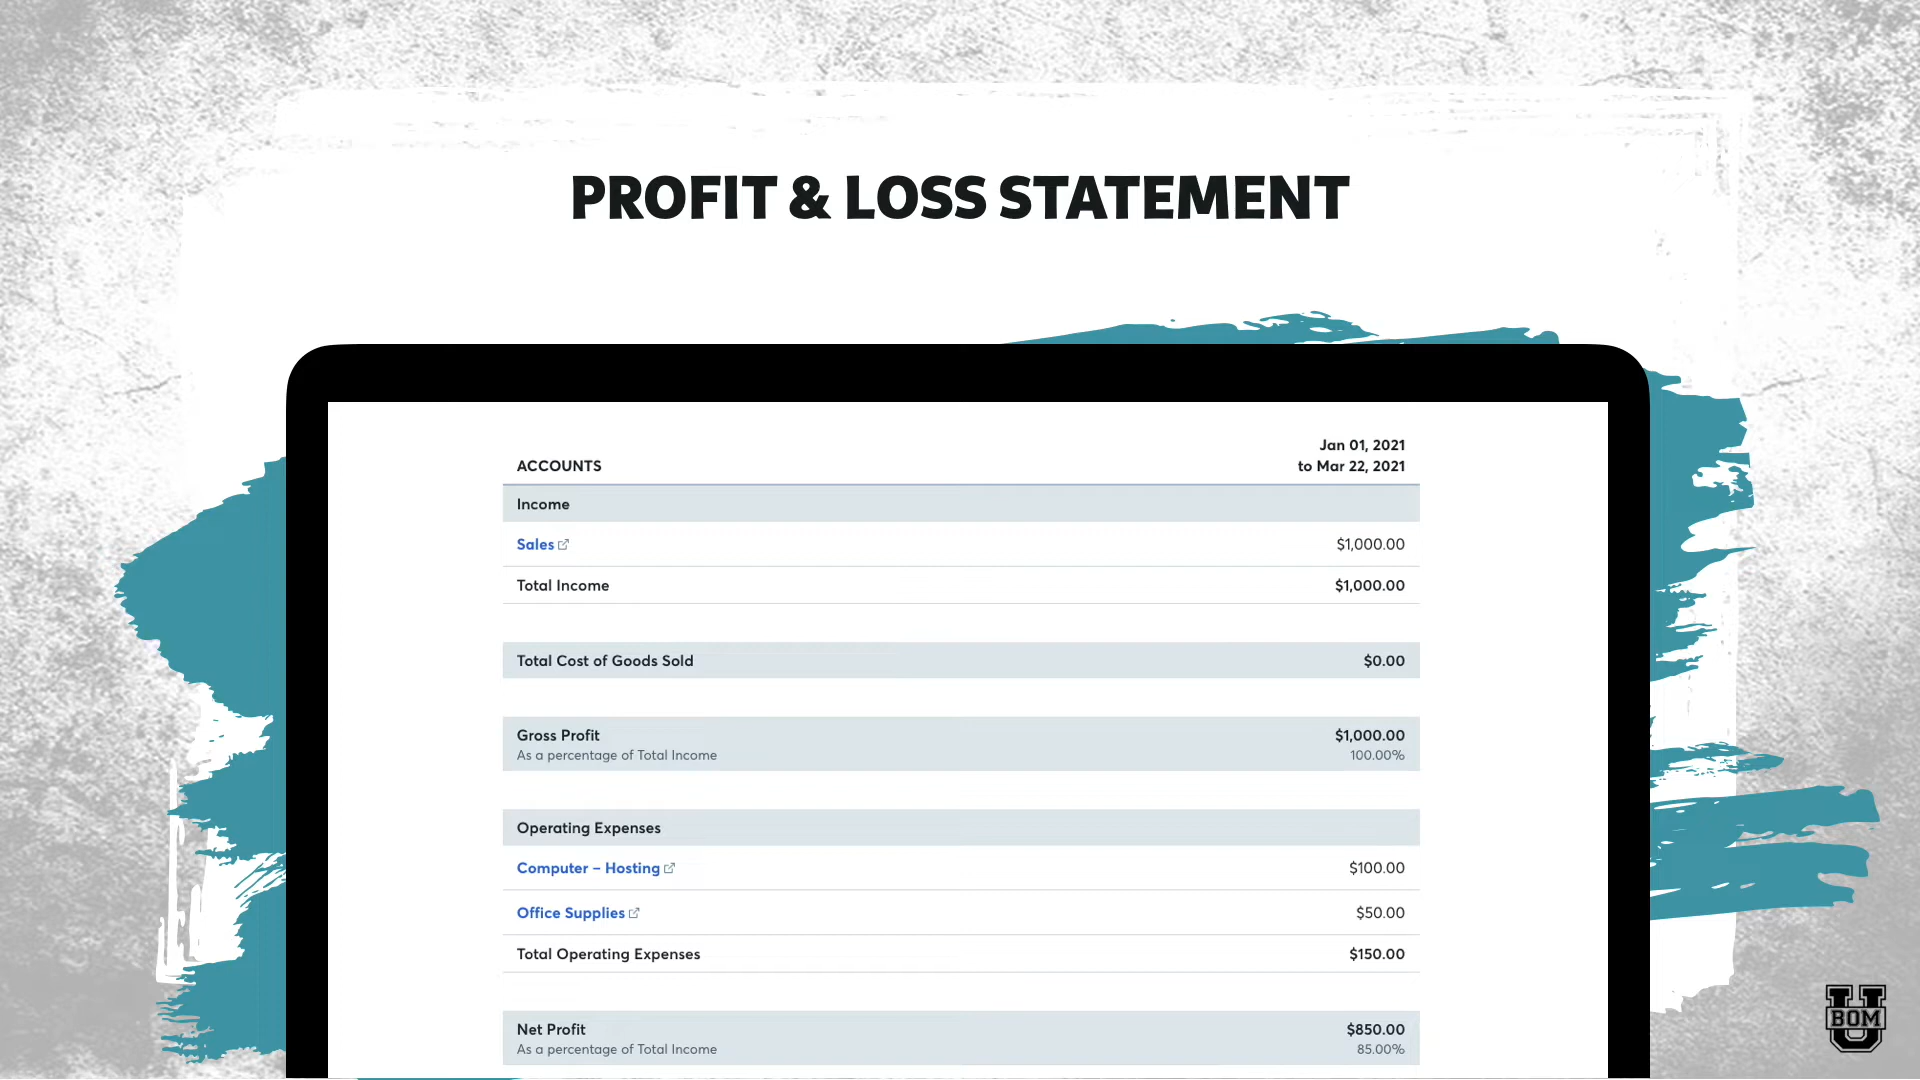 PROFIT & LOSS STATEMENT
Jan 01, 2021
ACCOUNTS to Mar 22, 2021
Income
Sales $1,000.00
Total Income $1,000.00
Total Cost of Goods Sold $0.00
Gross Profit $1,000.00
As a percentage of Total Income 100.00%
Operating Expenses
Computer – Hosting $100.00
Office Supplies $50.00
Total Operating Expenses $150.00
Net Profit $850.00
As a percentage of Total Income 85.00%
U
BOM